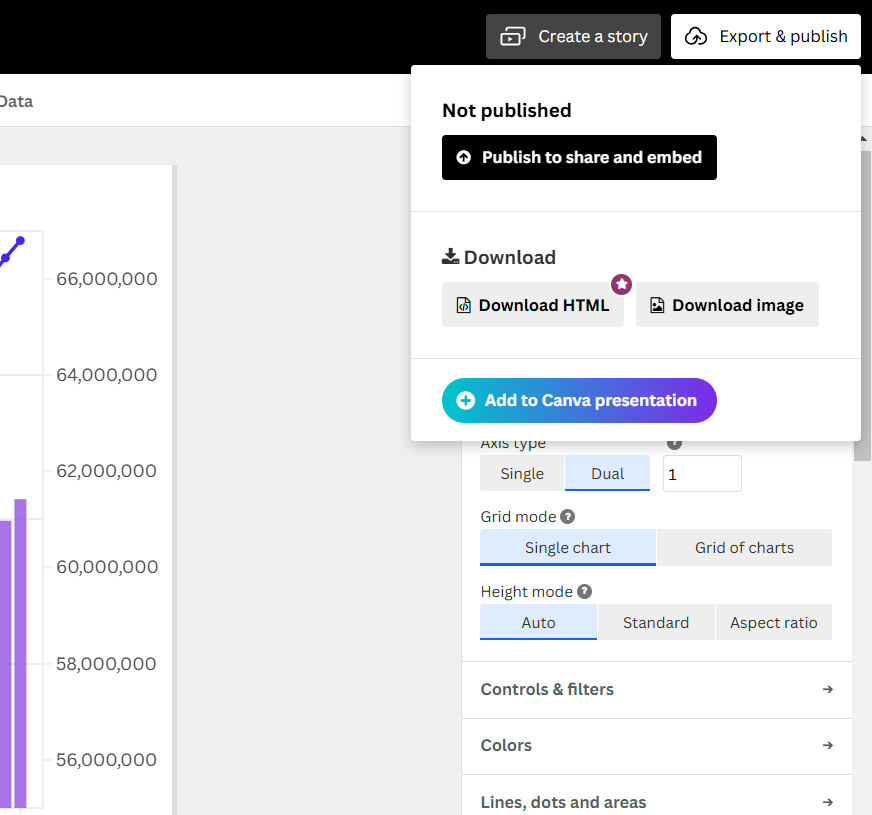 Create a story
Export & publish
Data
Not published
Publish to share and embed
Download
Download HTML
Download image
Add to Canva presentation
66,000,000
64,000,000
62,000,000
60,000,000
58,000,000
56,000,000
Axis type
Single
Dual
1
Grid mode
Single chart
Grid of charts
Height mode
Auto
Standard
Aspect ratio
Controls & filters
Colors
Lines, dots and areas